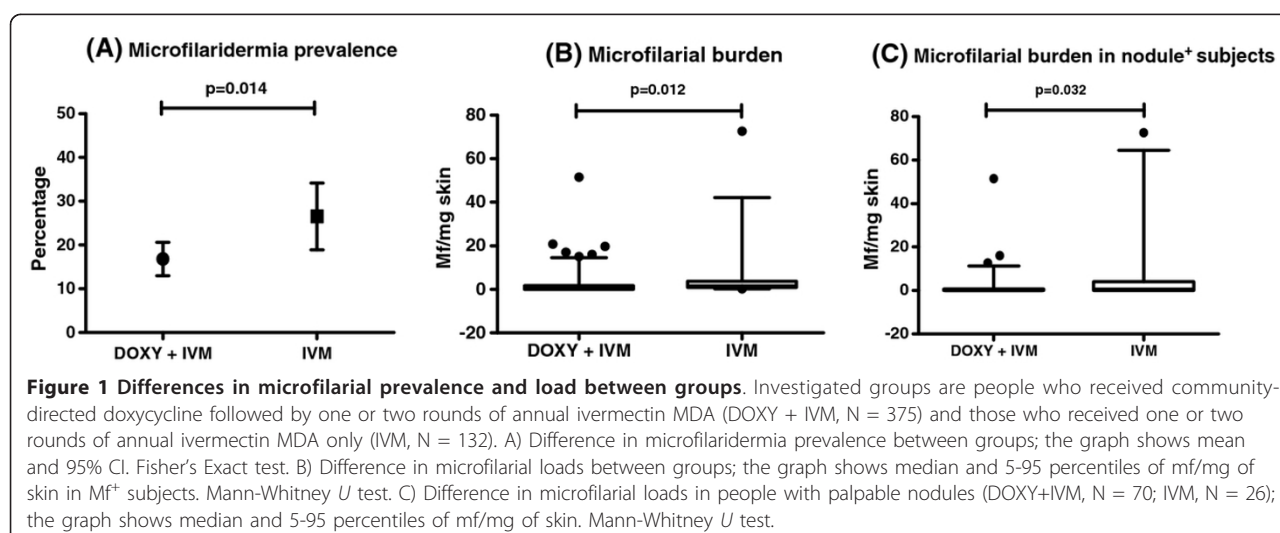 (A) Microfilaridermia prevalence
p=0.014
50
40
30
20
10
0
Percentage
DOXY + IVM
IVM
(B) Microfilarial burden
p=0.012
80
60
40
20
0
-20
Mf/mg skin
DOXY + IVM
IVM
(C) Microfilarial burden in nodule⁺ subjects
p=0.032
80
60
40
20
0
-20
Mf/mg skin
DOXY + IVM
IVM
Figure 1 Differences in microfilarial prevalence and load between groups. Investigated groups are people who received community-
directed doxycycline followed by one or two rounds of annual ivermectin MDA (DOXY + IVM, N = 375) and those who received one or two
rounds of annual ivermectin MDA only (IVM, N = 132). A) Difference in microfilaridermia prevalence between groups; the graph shows mean
and 95% CI. Fisher's Exact test. B) Difference in microfilarial loads between groups; the graph shows median and 5-95 percentiles of mf/mg of
skin in Mf⁺ subjects. Mann-Whitney U test. C) Difference in microfilarial loads in people with palpable nodules (DOXY+IVM, N = 70; IVM, N = 26);
the graph shows median and 5-95 percentiles of mf/mg of skin. Mann-Whitney U test.